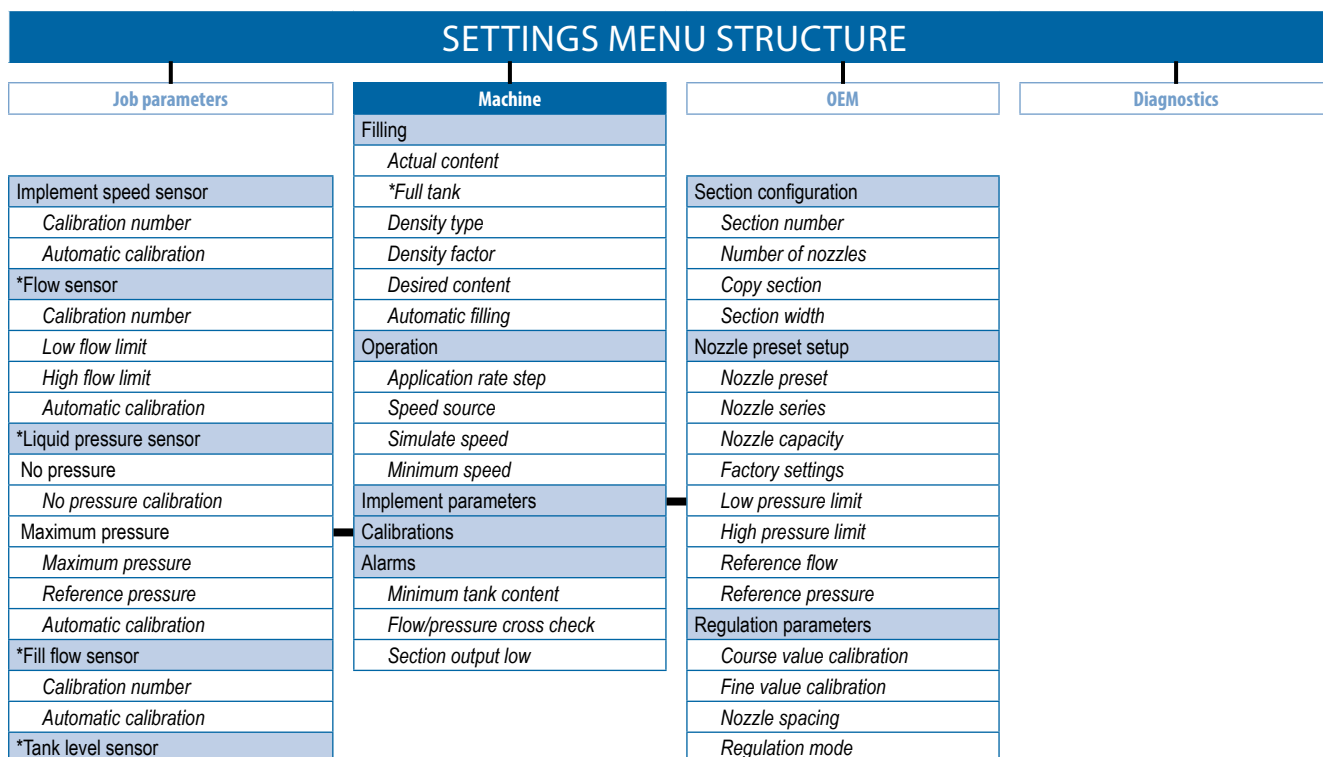 SETTINGS MENU STRUCTURE
Job parameters
Machine
OEM
Diagnostics
Implement speed sensor
Calibration number
Automatic calibration
*Flow sensor
Calibration number
Low flow limit
High flow limit
Automatic calibration
*Liquid pressure sensor
No pressure
No pressure calibration
Maximum pressure
Maximum pressure
Reference pressure
Automatic calibration
*Fill flow sensor
Calibration number
Automatic calibration
*Tank level sensor
Filling
Actual content
*Full tank
Density type
Density factor
Desired content
Automatic filling
Operation
Application rate step
Speed source
Simulate speed
Minimum speed
Implement parameters
Calibrations
Alarms
Minimum tank content
Flow/pressure cross check
Section output low
Section configuration
Section number
Number of nozzles
Copy section
Section width
Nozzle preset setup
Nozzle preset
Nozzle series
Nozzle capacity
Factory settings
Low pressure limit
High pressure limit
Reference flow
Reference pressure
Regulation parameters
Course value calibration
Fine value calibration
Nozzle spacing
Regulation mode